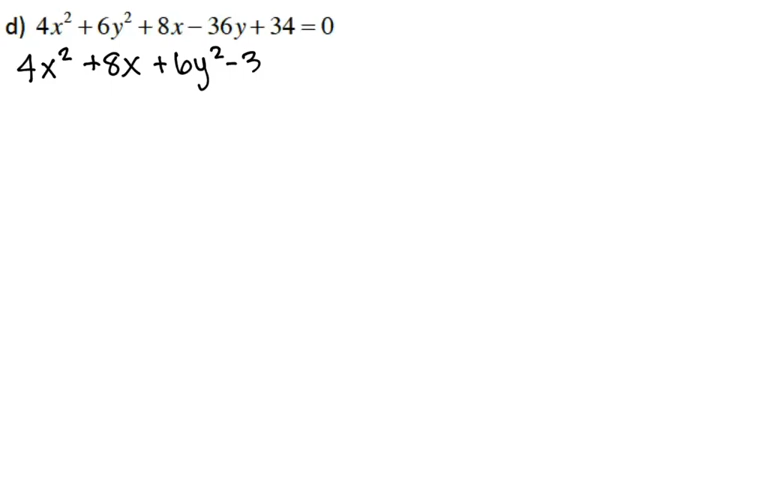 d) 4x² + 6y² + 8x − 36y + 34 = 0
4x² + 8x + 6y² - 3